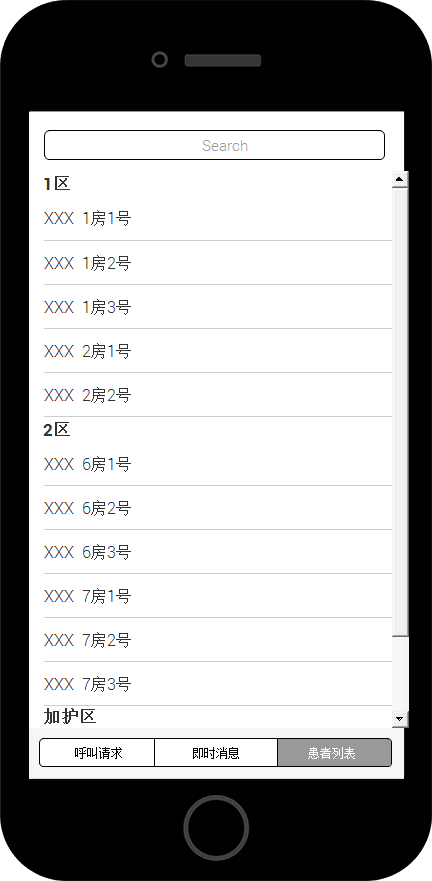 Search
1区
XXX 1房1号
XXX 1房2号
XXX 1房3号
XXX 2房1号
XXX 2房2号
2区
XXX 6房1号
XXX 6房2号
XXX 6房3号
XXX 7房1号
XXX 7房2号
XXX 7房3号
加护区
呼叫请求 即时消息 患者列表